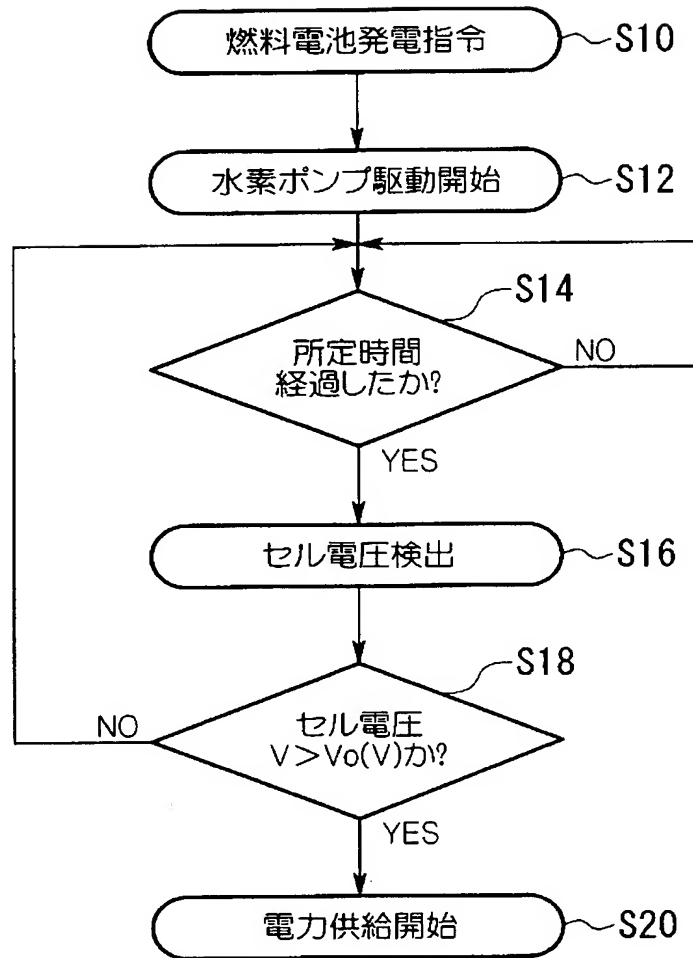 燃料電池発電指令 S10
水素ポンプ駆動開始 S12
S14
所定時間
経過したか?
NO
YES
セル電圧検出 S16
S18
NO
セル電圧
V>Vo(V)か?
YES
電力供給開始 S20